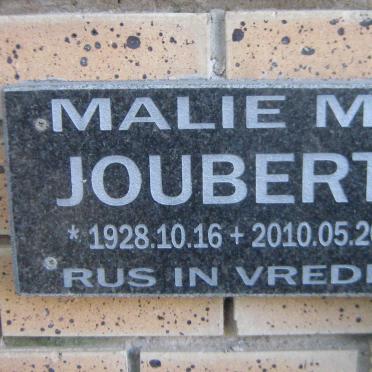 MALIE M
JOUBERT
* 1928.10.16 + 2010.05.2
RUS IN VRED